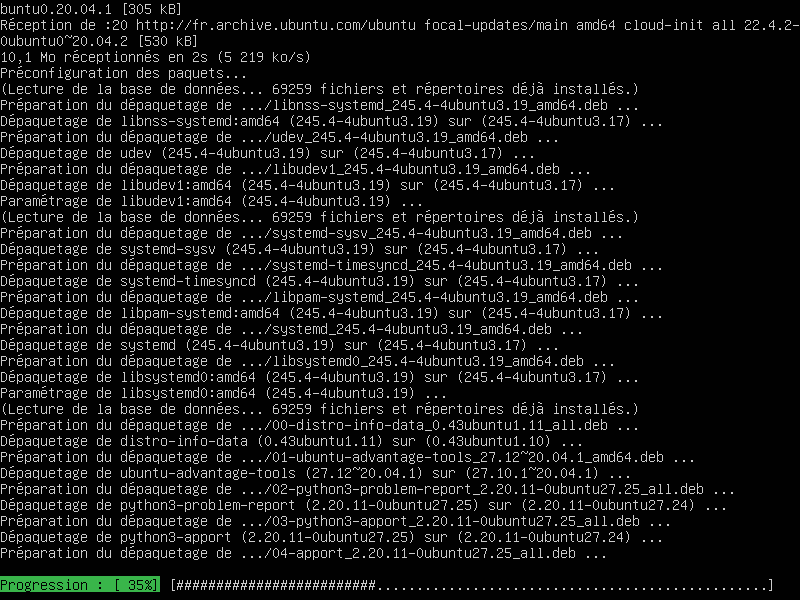 buntu0.20.04.1 [305 kB]
Réception de :20 http://fr.archive.ubuntu.com/ubuntu focal-updates/main amd64 cloud-init all 22.4.2-
0ubuntu0~20.04.2 [530 kB]
10,1 Mo réceptionnés en 2s (5 219 ko/s)
Préconfiguration des paquets...
(Lecture de la base de données... 69259 fichiers et répertoires déjà installés.)
Préparation du dépaquetage de .../libnss-systemd_245.4-4ubuntu3.19_amd64.deb ...
Dépaquetage de libnss-systemd:amd64 (245.4-4ubuntu3.19) sur (245.4-4ubuntu3.17) ...
Préparation du dépaquetage de .../udev_245.4-4ubuntu3.19_amd64.deb ...
Dépaquetage de udev (245.4-4ubuntu3.19) sur (245.4-4ubuntu3.17) ...
Préparation du dépaquetage de .../libudev1_245.4-4ubuntu3.19_amd64.deb ...
Dépaquetage de libudev1:amd64 (245.4-4ubuntu3.19) sur (245.4-4ubuntu3.17) ...
Paramétrage de libudev1:amd64 (245.4-4ubuntu3.19) ...
(Lecture de la base de données... 69259 fichiers et répertoires déjà installés.)
Préparation du dépaquetage de .../systemd-sysv_245.4-4ubuntu3.19_amd64.deb ...
Dépaquetage de systemd-sysv (245.4-4ubuntu3.19) sur (245.4-4ubuntu3.17) ...
Préparation du dépaquetage de .../systemd-timesyncd_245.4-4ubuntu3.19_amd64.deb ...
Dépaquetage de systemd-timesyncd (245.4-4ubuntu3.19) sur (245.4-4ubuntu3.17) ...
Préparation du dépaquetage de .../libpam-systemd_245.4-4ubuntu3.19_amd64.deb ...
Dépaquetage de libpam-systemd:amd64 (245.4-4ubuntu3.19) sur (245.4-4ubuntu3.17) ...
Préparation du dépaquetage de .../systemd_245.4-4ubuntu3.19_amd64.deb ...
Dépaquetage de systemd (245.4-4ubuntu3.19) sur (245.4-4ubuntu3.17) ...
Préparation du dépaquetage de .../libsystemd0_245.4-4ubuntu3.19_amd64.deb ...
Dépaquetage de libsystemd0:amd64 (245.4-4ubuntu3.19) sur (245.4-4ubuntu3.17) ...
Paramétrage de libsystemd0:amd64 (245.4-4ubuntu3.19) ...
(Lecture de la base de données... 69259 fichiers et répertoires déjà installés.)
Préparation du dépaquetage de .../00-distro-info-data_0.43ubuntu1.11_all.deb ...
Dépaquetage de distro-info-data (0.43ubuntu1.11) sur (0.43ubuntu1.10) ...
Préparation du dépaquetage de .../01-ubuntu-advantage-tools_27.12~20.04.1_amd64.deb ...
Dépaquetage de ubuntu-advantage-tools (27.12~20.04.1) sur (27.10.1~20.04.1) ...
Préparation du dépaquetage de .../02-python3-problem-report_2.20.11-0ubuntu27.25_all.deb ...
Dépaquetage de python3-problem-report (2.20.11-0ubuntu27.25) sur (2.20.11-0ubuntu27.24) ...
Préparation du dépaquetage de .../03-python3-apport_2.20.11-0ubuntu27.25_all.deb ...
Dépaquetage de python3-apport (2.20.11-0ubuntu27.25) sur (2.20.11-0ubuntu27.24) ...
Préparation du dépaquetage de .../04-apport_2.20.11-0ubuntu27.25_all.deb ...
Progression : [ 35%] [#########################.................................................]